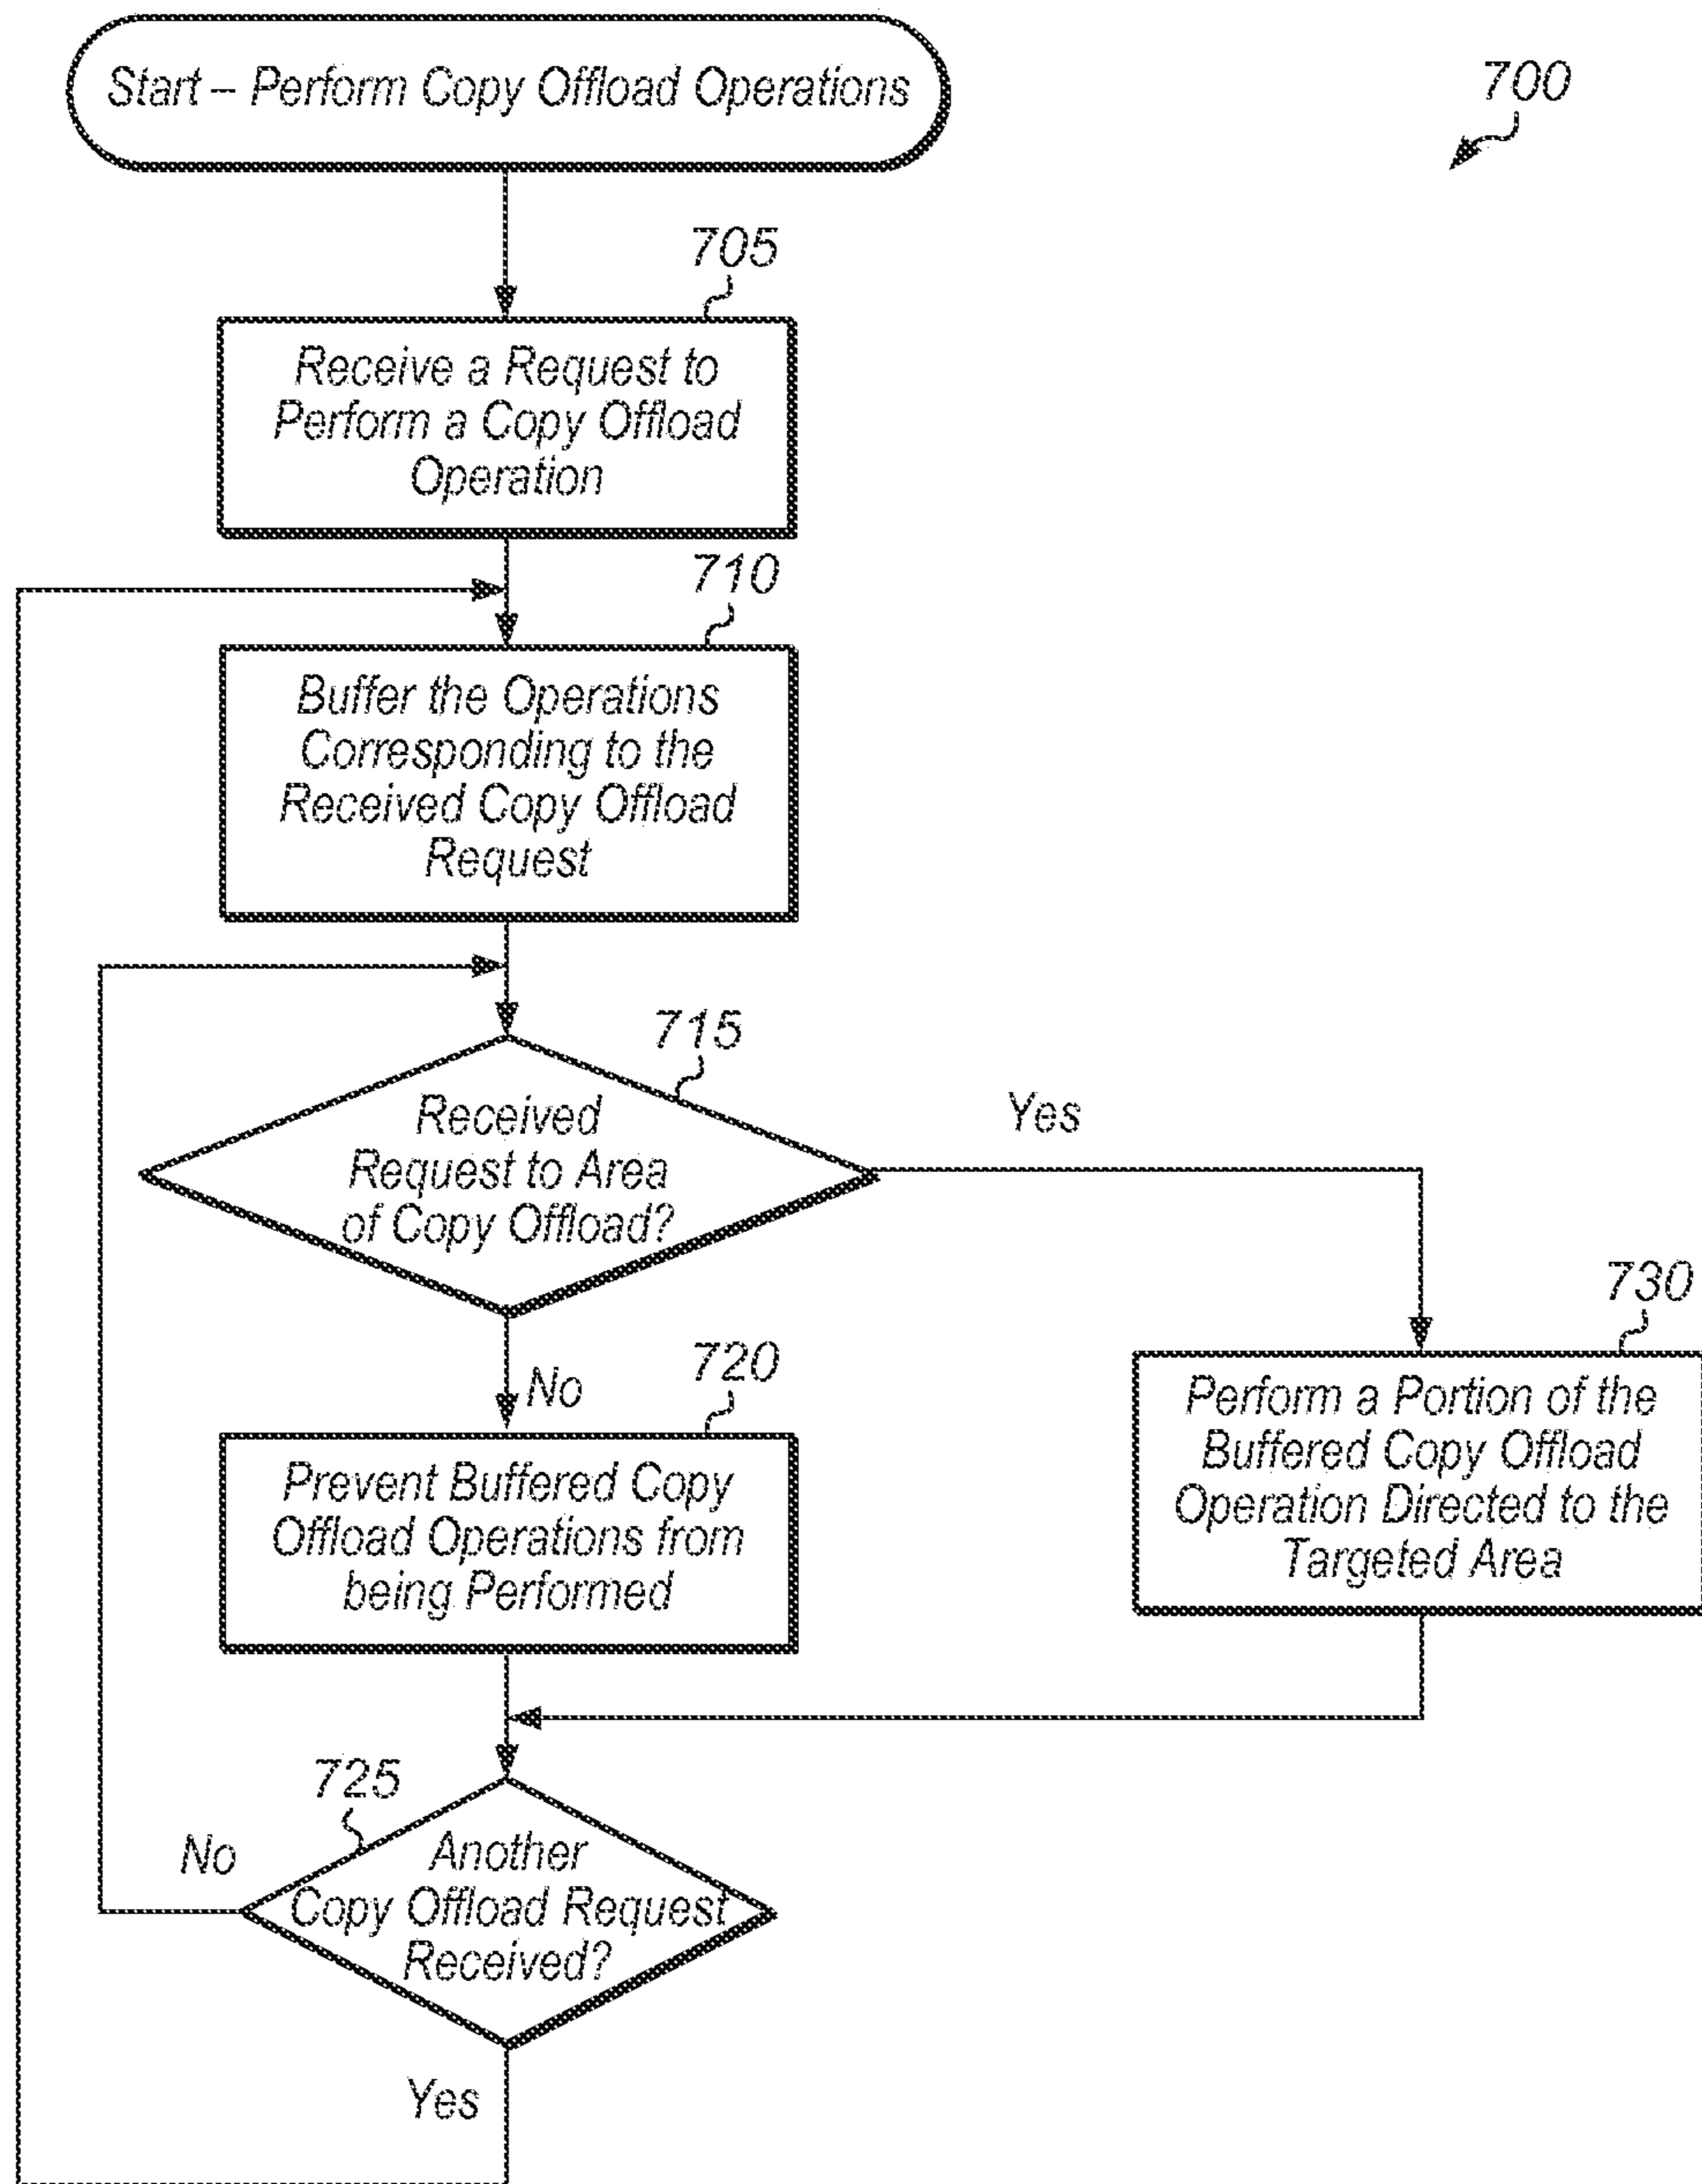 Start – Perform Copy Offload Operations
700
705
Receive a Request to
Perform a Copy Offload
Operation
710
Buffer the Operations
Corresponding to the
Received Copy Offload
Request
715
Received
Request to Area
of Copy Offload?
Yes
No
720
Prevent Buffered Copy
Offload Operations from
being Performed
730
Perform a Portion of the
Buffered Copy Offload
Operation Directed to the
Targeted Area
725
No
Another
Copy Offload Request
Received?
Yes